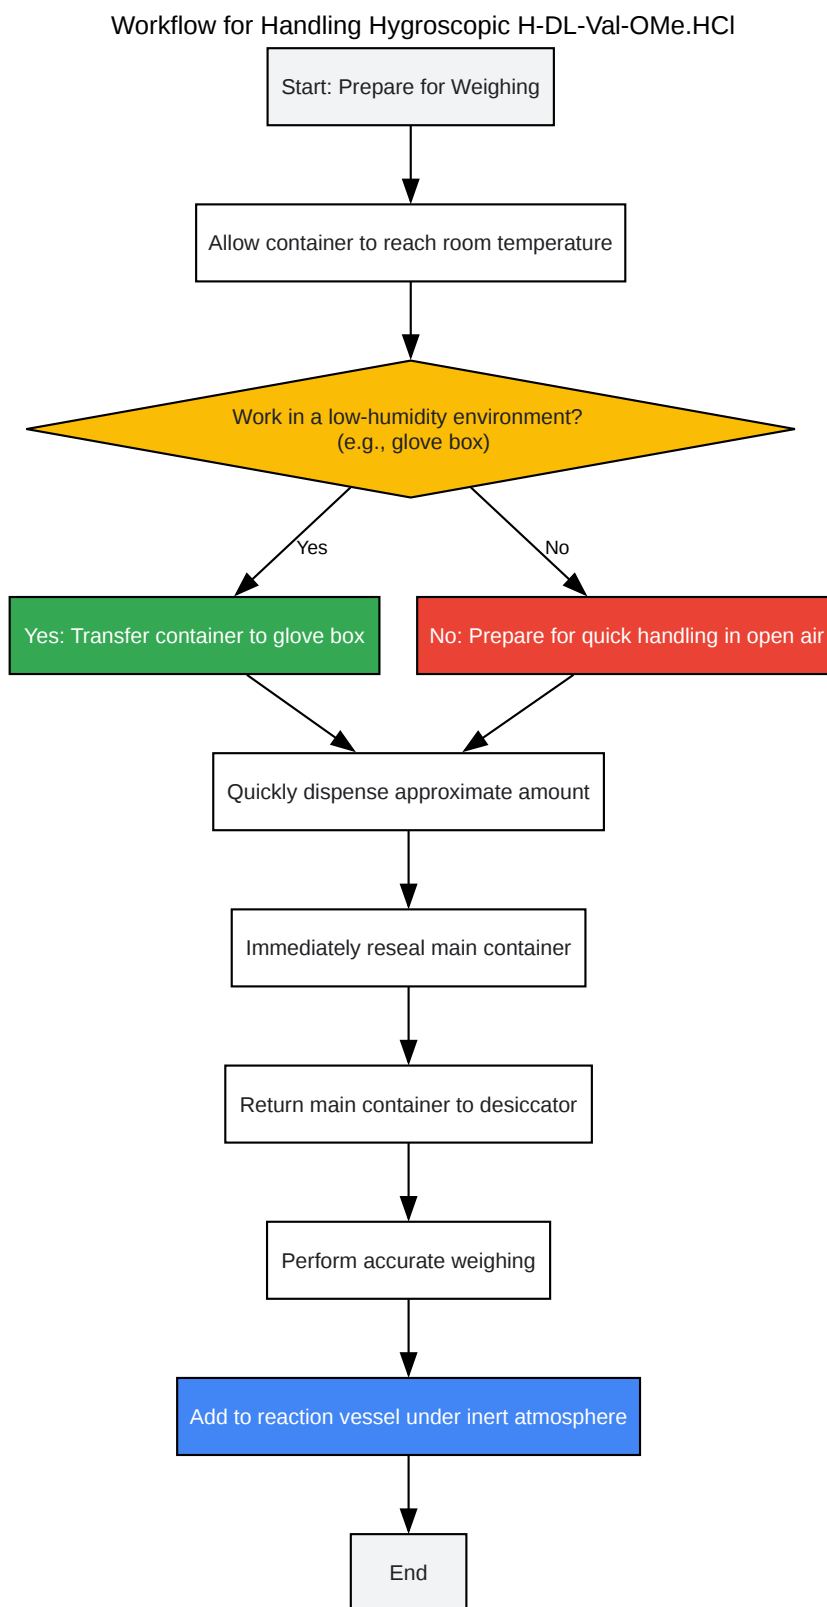 Workflow for Handling Hygroscopic H-DL-Val-OMe.HCl
Start: Prepare for Weighing
Allow container to reach room temperature
Work in a low-humidity environment?
(e.g., glove box)
Yes
No
Yes: Transfer container to glove box
No: Prepare for quick handling in open air
Quickly dispense approximate amount
Immediately reseal main container
Return main container to desiccator
Perform accurate weighing
Add to reaction vessel under inert atmosphere
End